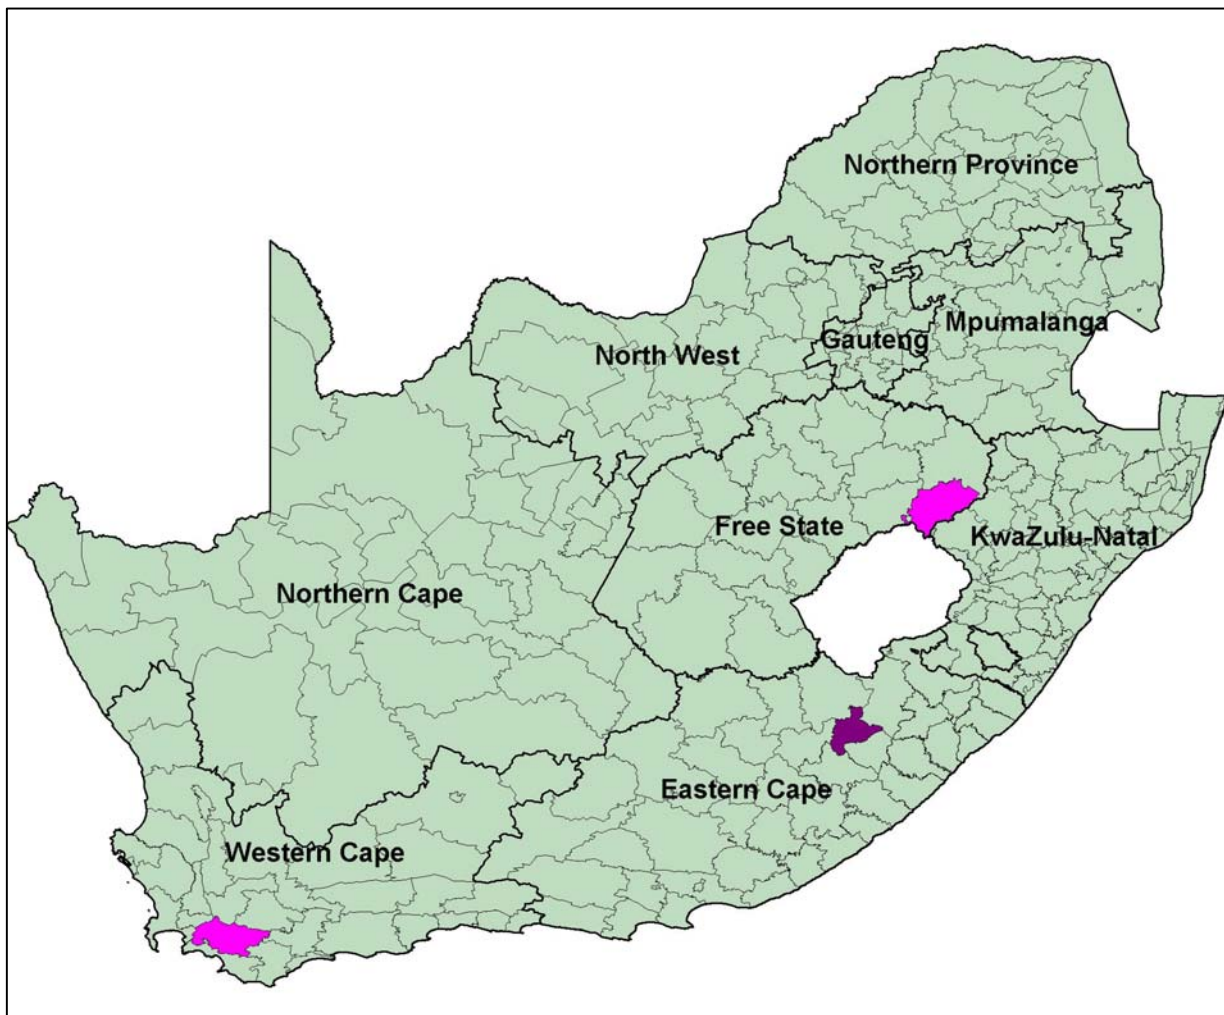 Northern Province
Mpumalanga
Gauteng
North West
Free State
KwaZulu-Natal
Northern Cape
Eastern Cape
Western Cape